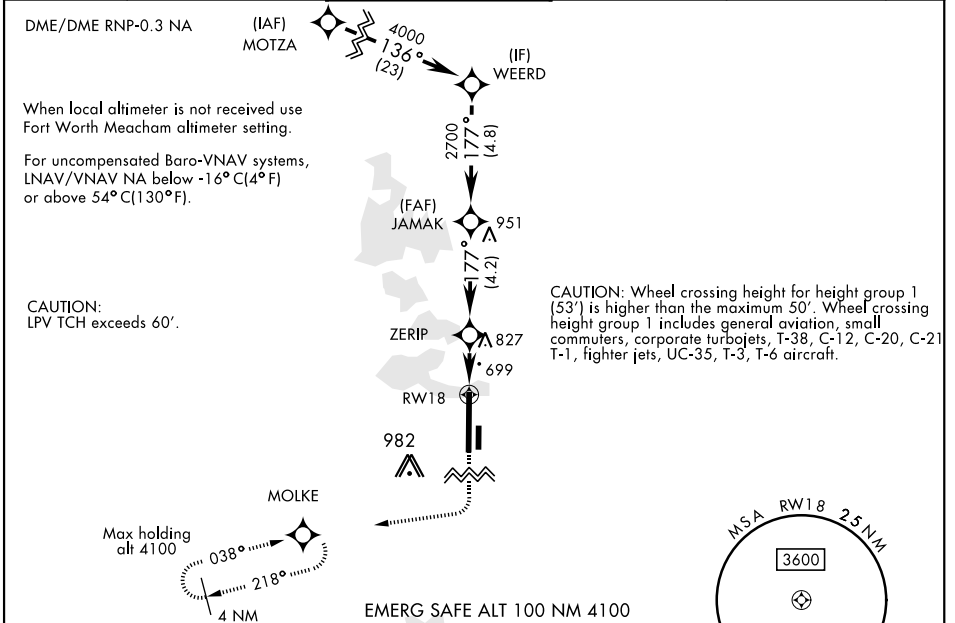 DME/DME RNP-0.3 NA
(IAF)
MOTZA
4000
136°
(23)
(IF)
WEERD
When local altimeter is not received use
Fort Worth Meacham altimeter setting.
For uncompensated Baro-VNAV systems,
LNAV/VNAV NA below -16°C(4°F)
or above 54°C(130°F).
2700
177°
(4.8)
(FAF)
JAMAK
951
177°
(4.2)
CAUTION:
LPV TCH exceeds 60'.
CAUTION: Wheel crossing height for height group 1
(53') is higher than the maximum 50'. Wheel crossing
height group 1 includes general aviation, small
commuters, corporate turbojets, T-38, C-12, C-20, C-21
T-1, fighter jets, UC-35, T-3, T-6 aircraft.
ZERIP
827
699
RW18
982
MOLKE
Max holding
alt 4100
038°
218°
4 NM
EMERG SAFE ALT 100 NM 4100
MSA RW18 25 NM
3600